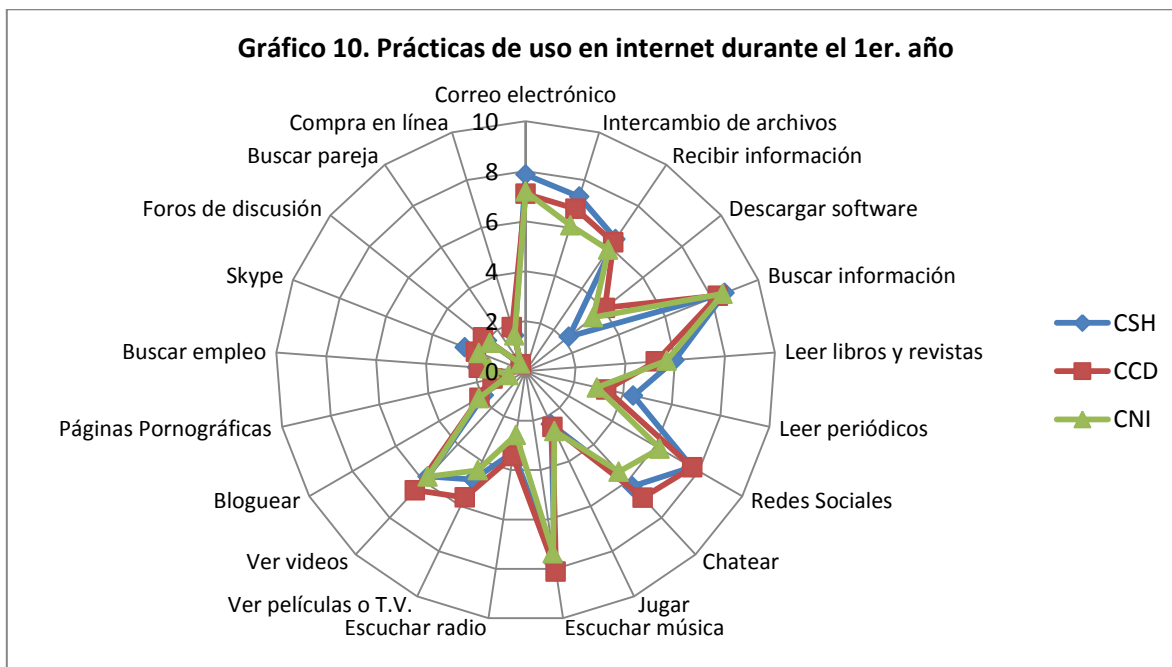 Gráfico 10. Prácticas de uso en internet durante el 1er. año
Correo electrónico
Intercambio de archivos
Recibir información
Descargar software
Buscar información
Leer libros y revistas
Leer periódicos
Redes Sociales
Chatear
Jugar
Escuchar música
Escuchar radio
Ver películas o T.V.
Ver videos
Bloguear
Páginas Pornográficas
Buscar empleo
Skype
Foros de discusión
Buscar pareja
Compra en línea
10
8
6
4
2
0
CSH
CCD
CNI